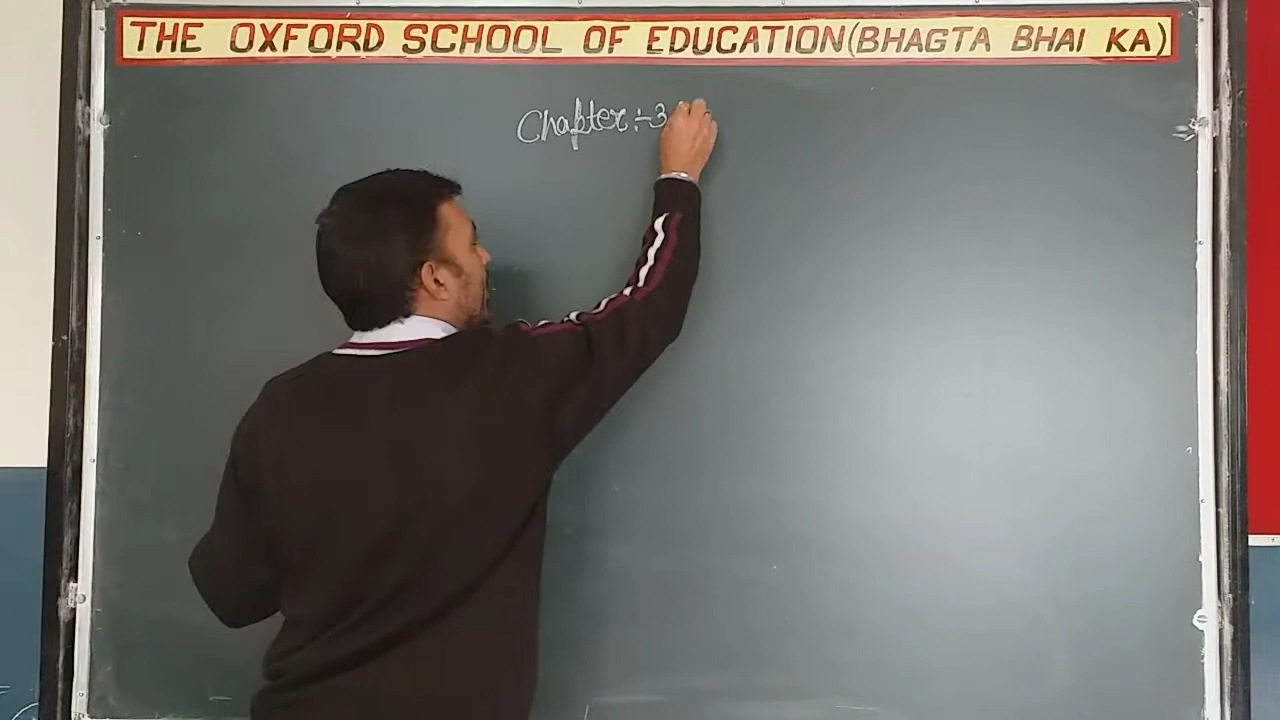 THE OXFORD SCHOOL OF EDUCATION(BHAGTA BHAI KA)
Chapter:-3